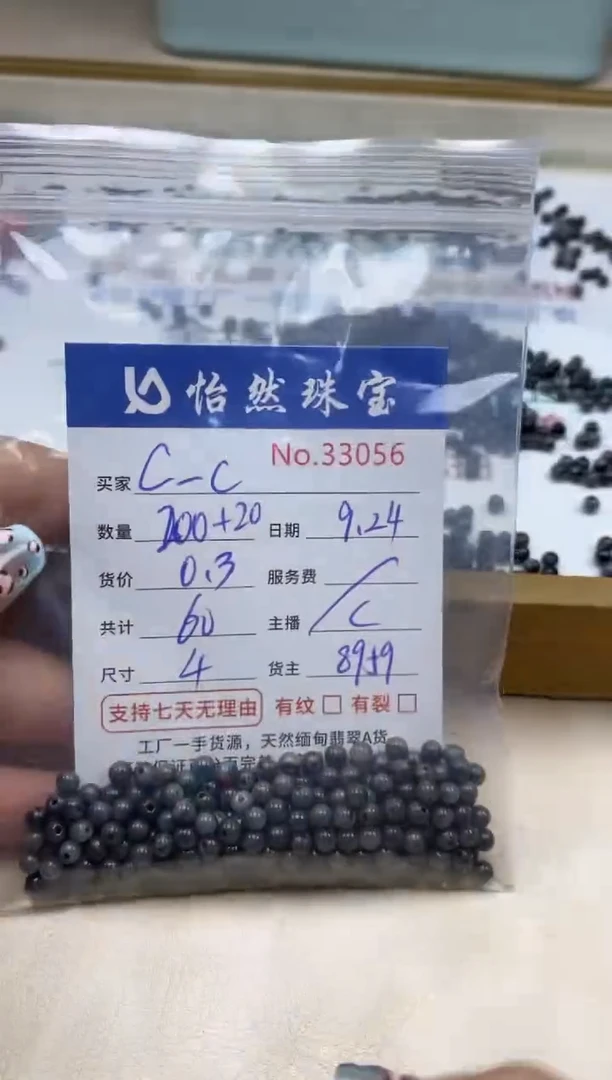 怡然珠宝
No.33056
买家 C-C
数量 200+20 日期 9.24
货价 0.3 服务费
共计 60 主播 C
尺寸 4 货主
支持七天无理由 有纹 □ 有裂 □
工厂一手货源，天然缅甸翡翠A货